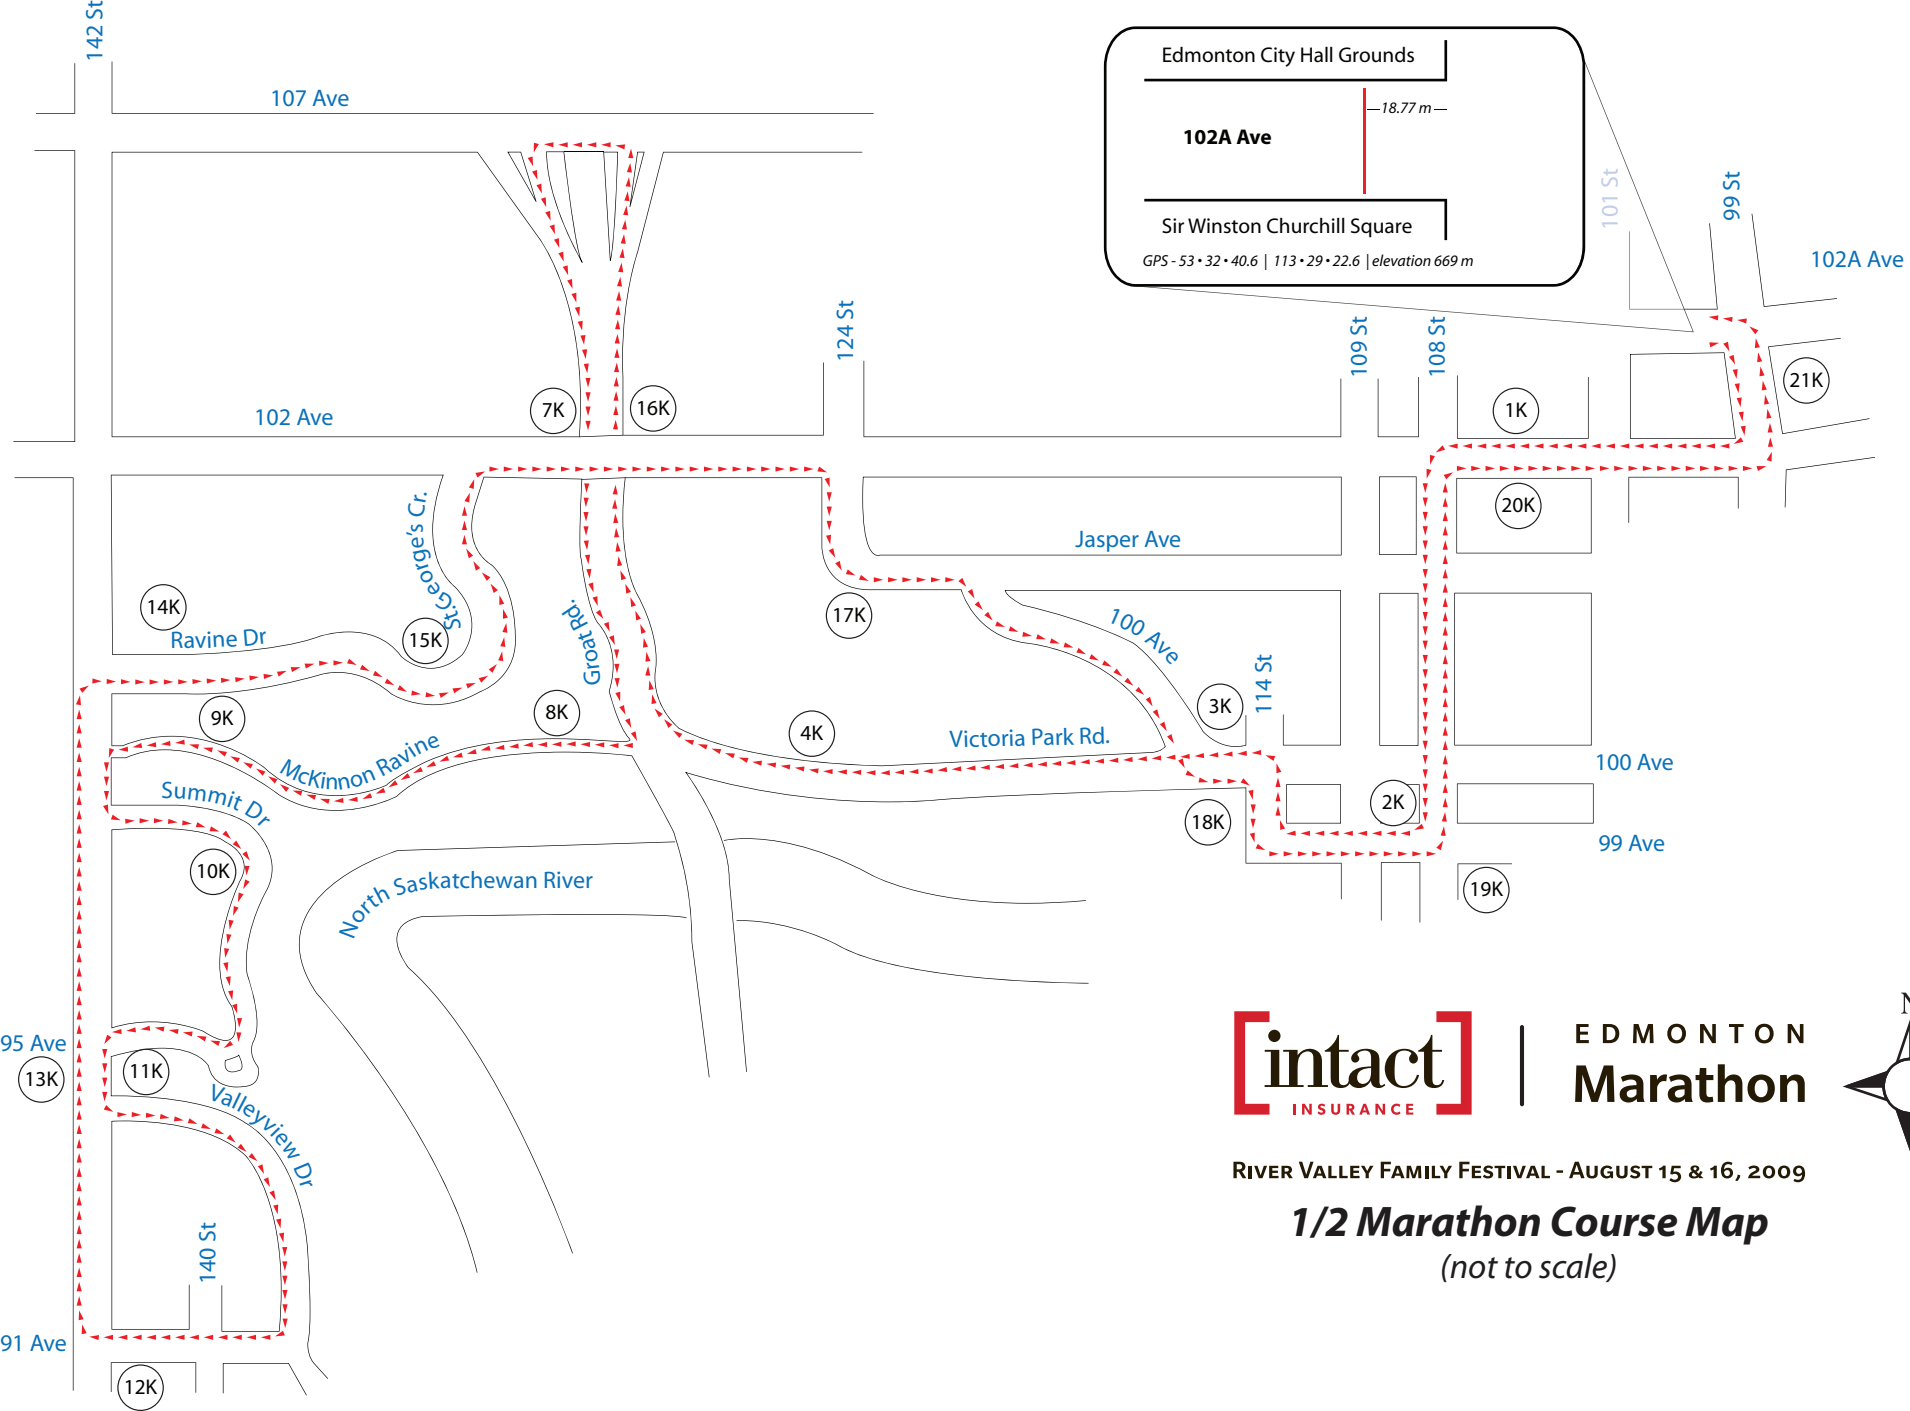 142 St
107 Ave
Edmonton City Hall Grounds
18.77 m
102A Ave
Sir Winston Churchill Square
GPS - 53 • 32 • 40.6 | 113 • 29 • 22.6 | elevation 669 m
101 St
99 St
102A Ave
124 St
109 St
108 St
102 Ave
7K
16K
1K
21K
St.George's Cr.
20K
Jasper Ave
14K
Ravine Dr
15K
Groat Rd.
17K
100 Ave
114 St
9K
8K
4K
3K
Victoria Park Rd.
McKinnon Ravine
100 Ave
Summit Dr
2K
18K
99 Ave
10K
North Saskatchewan River
19K
95 Ave
13K
11K
Valleyview Dr
140 St
91 Ave
12K
N
intact
INSURANCE
EDMONTON
Marathon
River Valley Family Festival - August 15 & 16, 2009
1/2 Marathon Course Map
(not to scale)